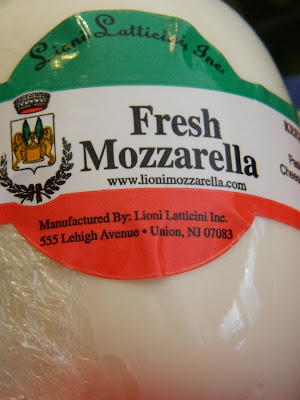 Lioni Latticini, Inc.
Fresh
Mozzarella
www.lionimozzarella.com
Manufactured By: Lioni Latticini Inc.
555 Lehigh Avenue • Union, NJ 07083